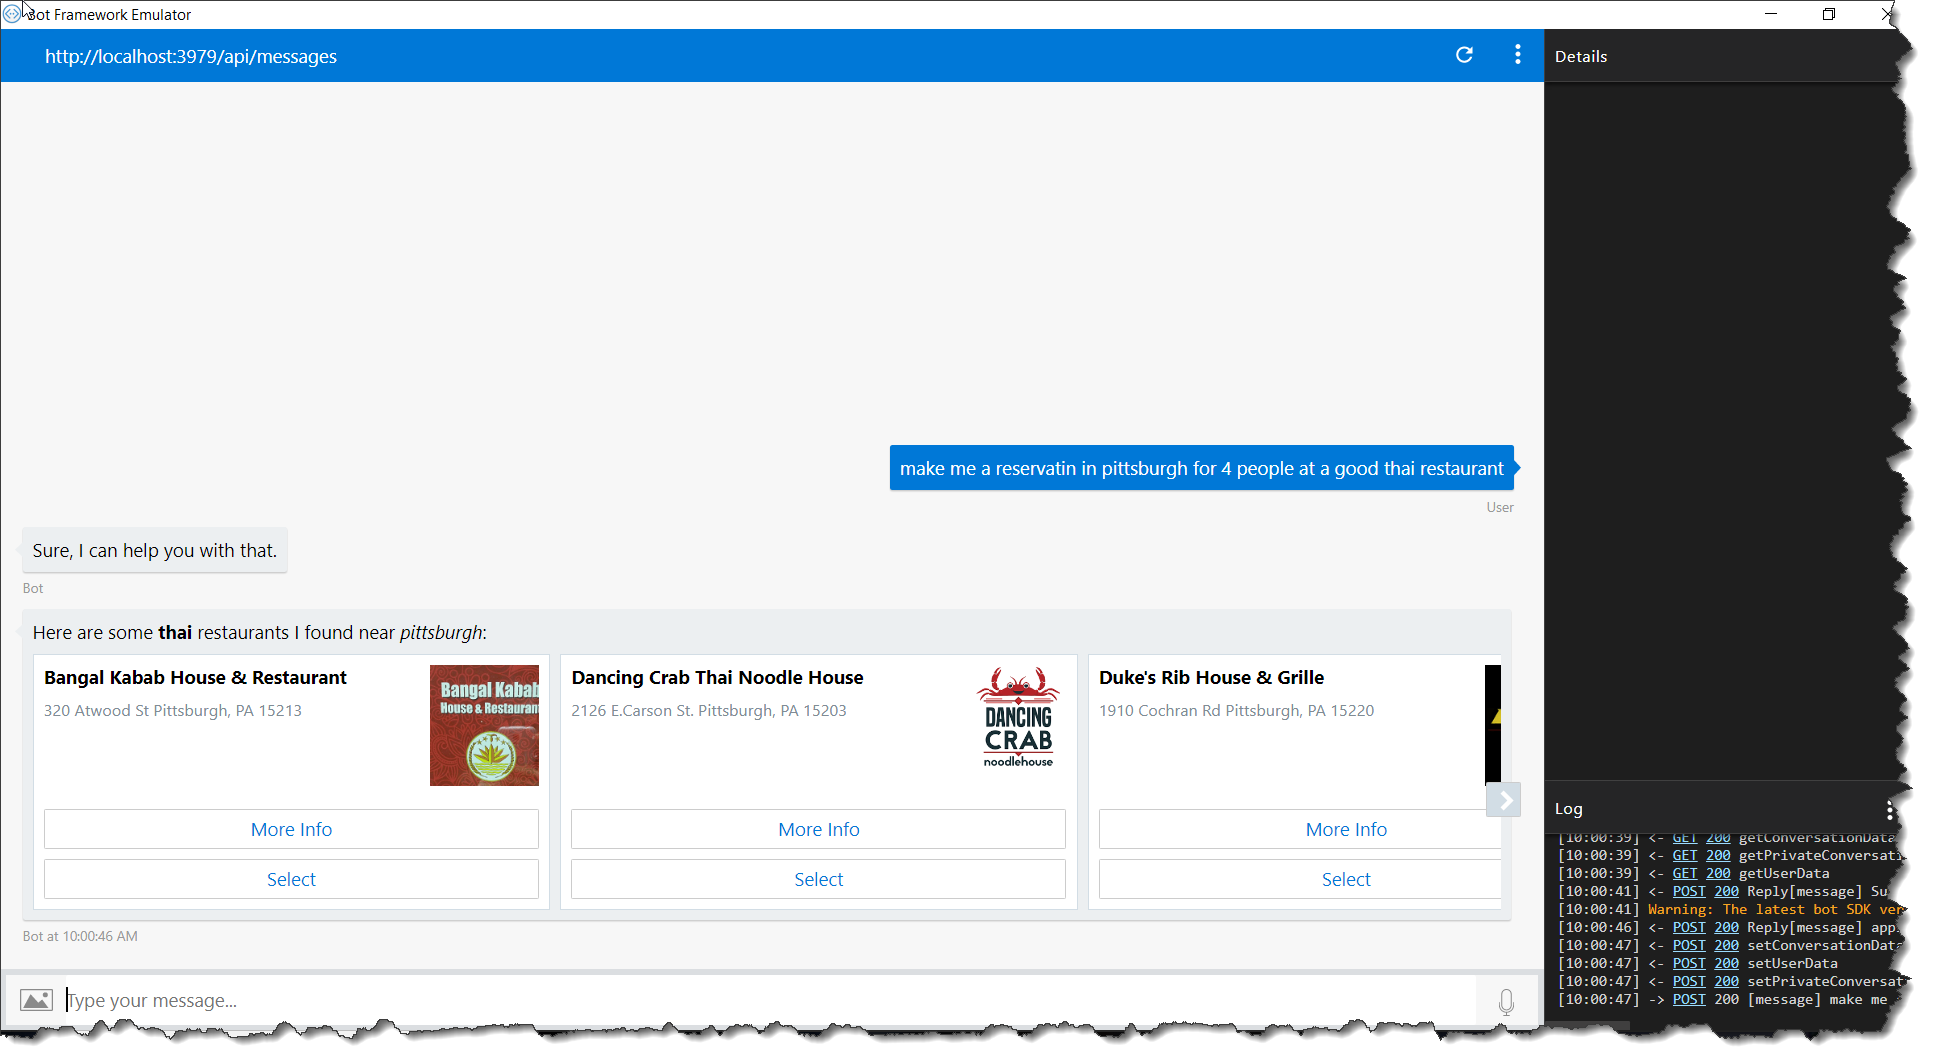 Bot Framework Emulator
http://localhost:3979/api/messages
Details
make me a reservatin in pittsburgh for 4 people at a good thai restaurant
User
Sure, I can help you with that.
Bot
Here are some thai restaurants I found near pittsburgh:
Bangal Kabab House & Restaurant
320 Atwood St Pittsburgh, PA 15213
Bangal Kabab
House & Restauran
More Info
Select
Dancing Crab Thai Noodle House
2126 E.Carson St. Pittsburgh, PA 15203
DANCING
CRAB
noodlehouse
More Info
Select
Duke's Rib House & Grille
1910 Cochran Rd Pittsburgh, PA 15220
More Info
Select
Bot at 10:00:46 AM
Type your message...
Log
[10:00:39] <- GET 200 getConversationData
[10:00:39] <- GET 200 getPrivateConversati
[10:00:39] <- GET 200 getUserData
[10:00:41] <- POST 200 Reply[message] Su
[10:00:41] Warning: The latest bot SDK ver
[10:00:46] <- POST 200 Reply[message] app
[10:00:47] <- POST 200 setConversationData
[10:00:47] <- POST 200 setUserData
[10:00:47] <- POST 200 setPrivateConversat
[10:00:47] -> POST 200 [message] make me